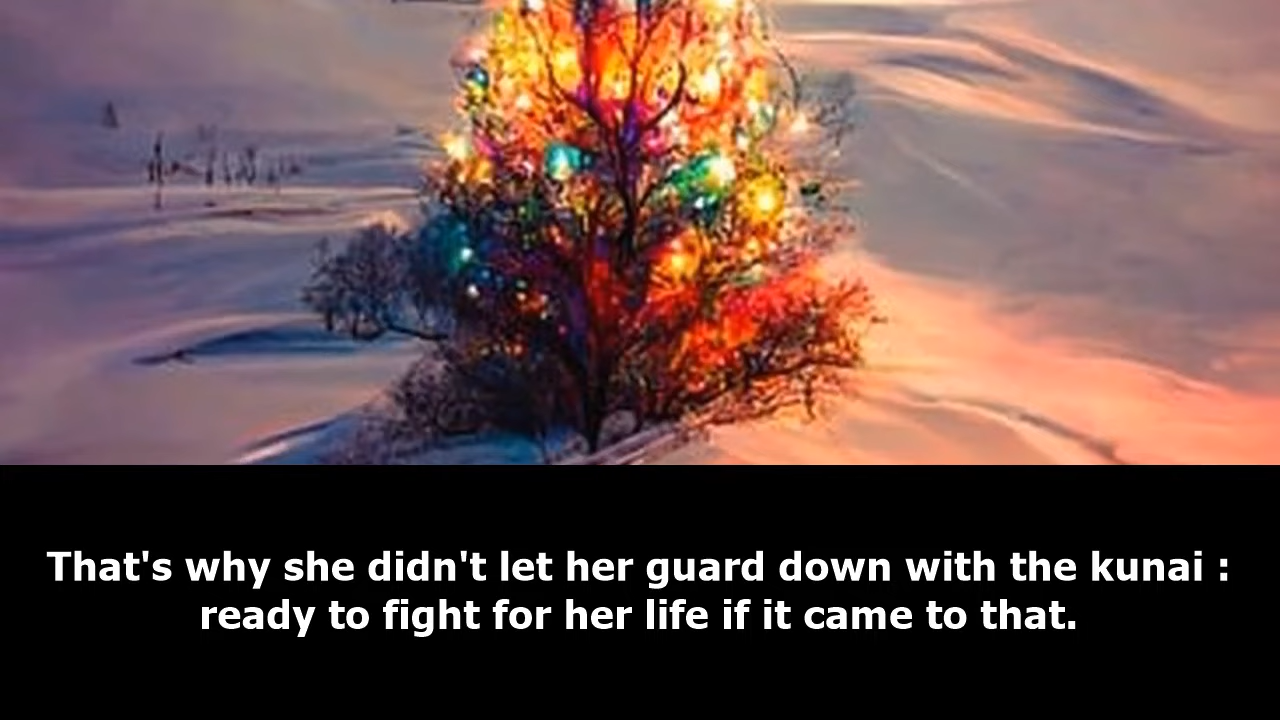 That's why she didn't let her guard down with the kunai :
ready to fight for her life if it came to that.